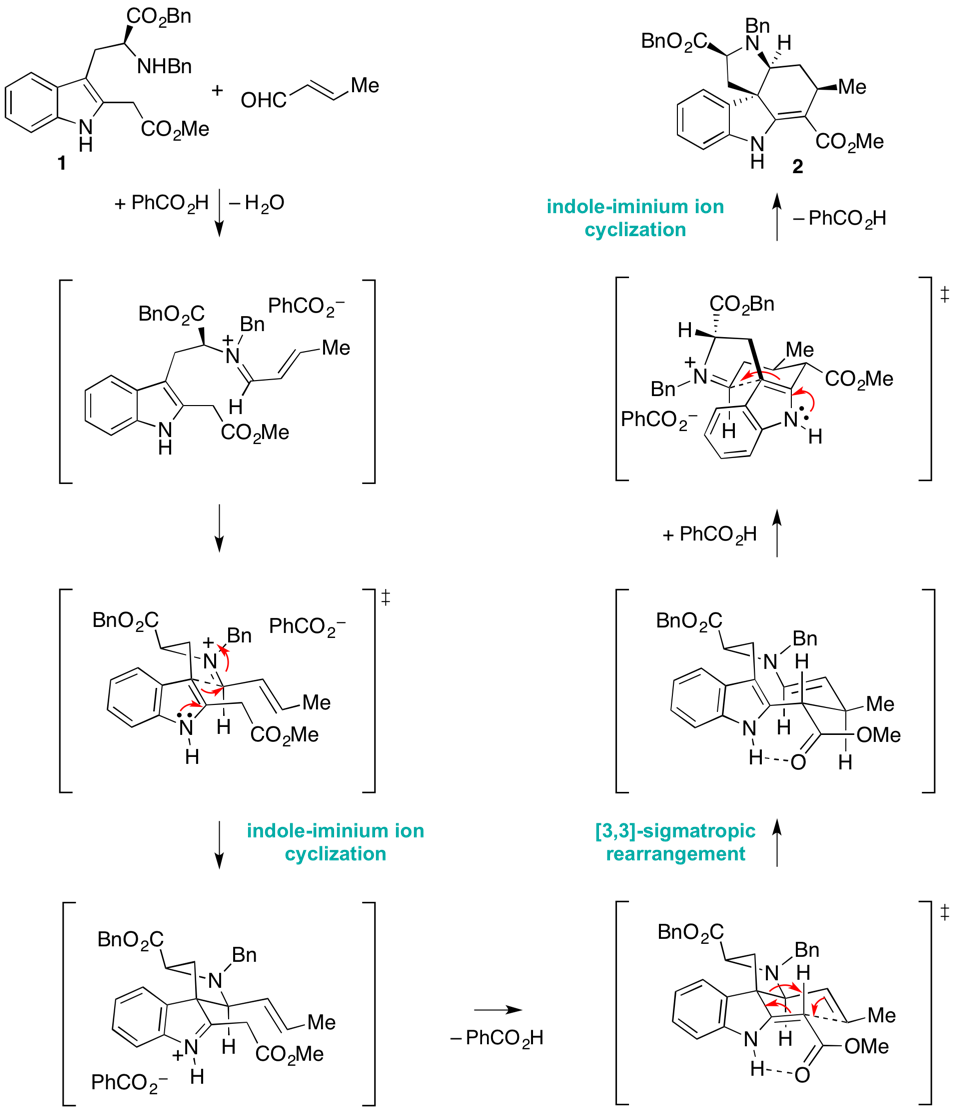 CO₂Bn
NHBn
N
H
CO₂Me
1
+
OHC
Me
+ PhCO₂H
– H₂O
BnO₂C
PhCO₂⁻
Bn
+
N
Me
H
N
H
CO₂Me
‡
BnO₂C
PhCO₂⁻
Bn
+
N
Me
H
N
H
CO₂Me
indole-iminium ion
cyclization
BnO₂C
Bn
N
Me
H
N
+
H
CO₂Me
PhCO₂⁻
– PhCO₂H
‡
BnO₂C
Bn
N
H
H
Me
N
H
O
OMe
[3,3]-sigmatropic
rearrangement
BnO₂C
Bn
N
H
Me
N
H
O
OMe
H
+ PhCO₂H
‡
CO₂Bn
H
Me
+
N
CO₂Me
Bn
PhCO₂⁻
H
N
H
indole-iminium ion
cyclization
– PhCO₂H
Bn
N
BnO₂C
H
Me
N
H
CO₂Me
2